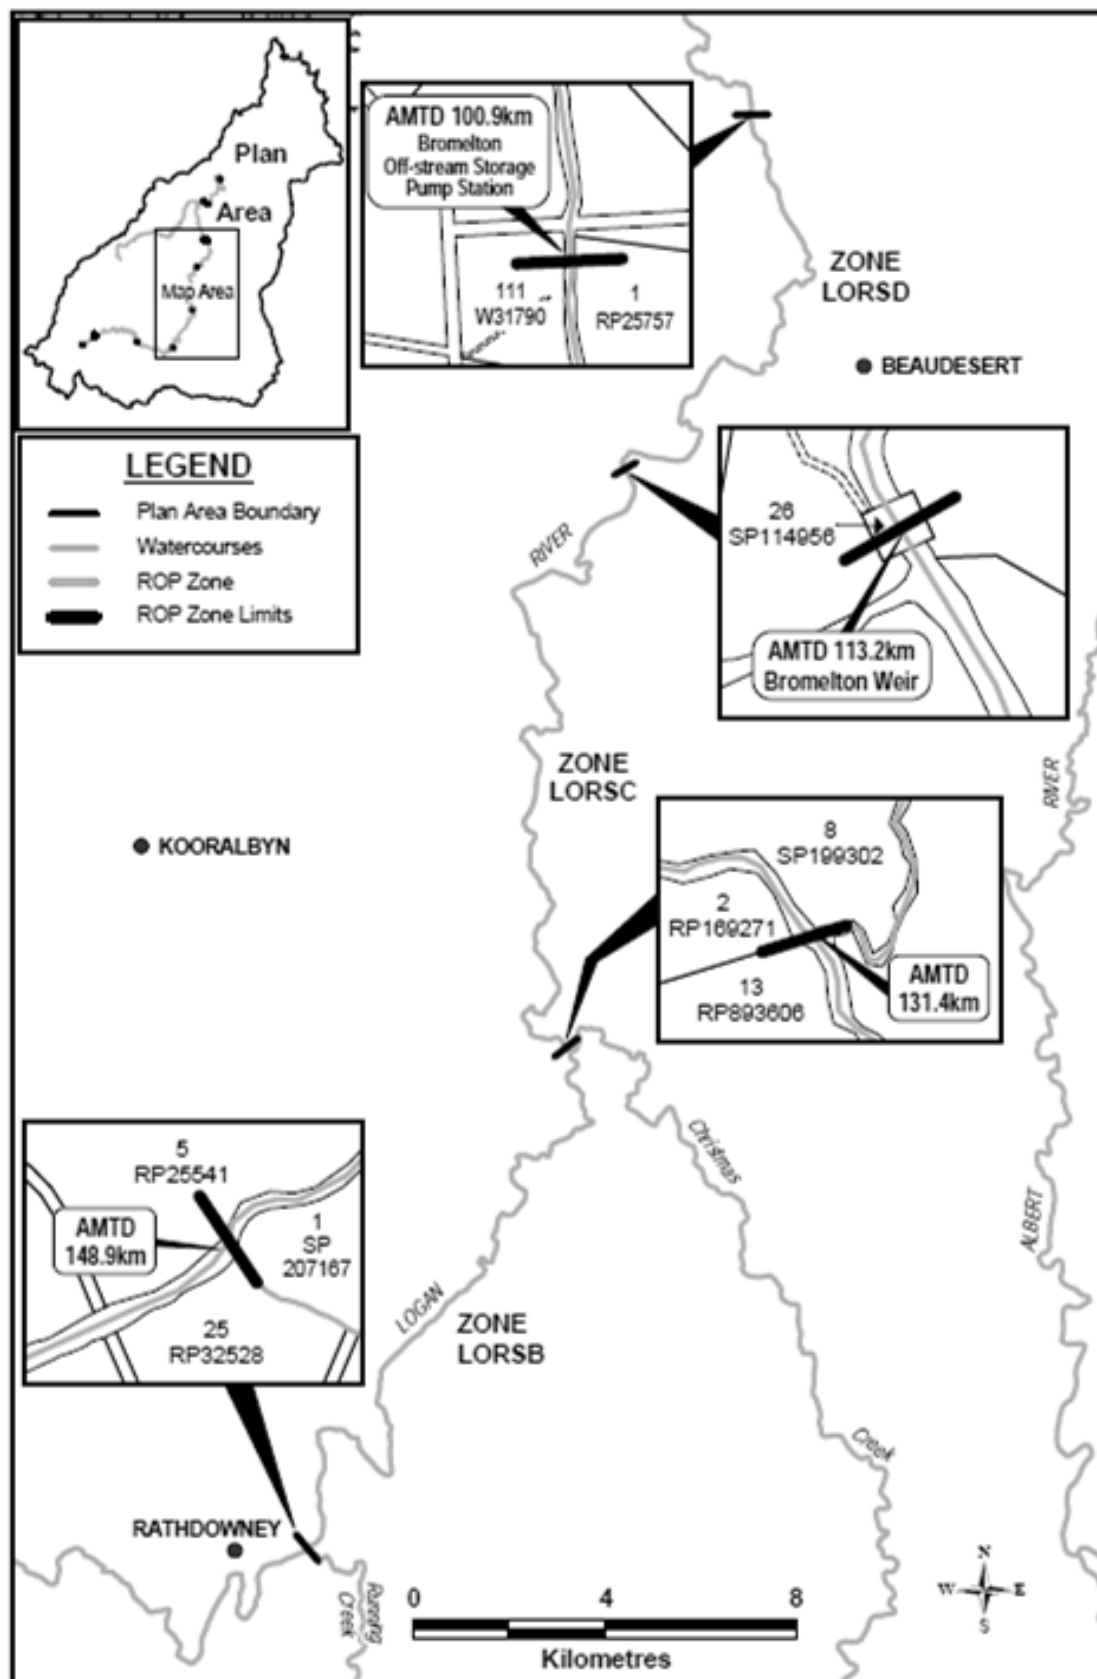 Plan
Area
Map Area
AMTD 100.9km
Bromelton
Off-stream Storage
Pump Station
111
W31790
1
RP25757
ZONE
LORSD
BEAUDESERT
LEGEND
Plan Area Boundary
Watercourses
ROP Zone
ROP Zone Limits
26
SP114956
AMTD 113.2km
Bromelton Weir
RIVER
ZONE
LORSC
RIVER
KOORALBYN
8
SP199302
2
RP169271
13
RP893606
AMTD
131.4km
Christmas
5
RP25541
AMTD
148.9km
1
SP
207167
25
RP32528
ALBERT
LOGAN
ZONE
LORSB
Creek
RATHDOWNEY
Running
Creek
0 4 8
Kilometres
N
W E
S